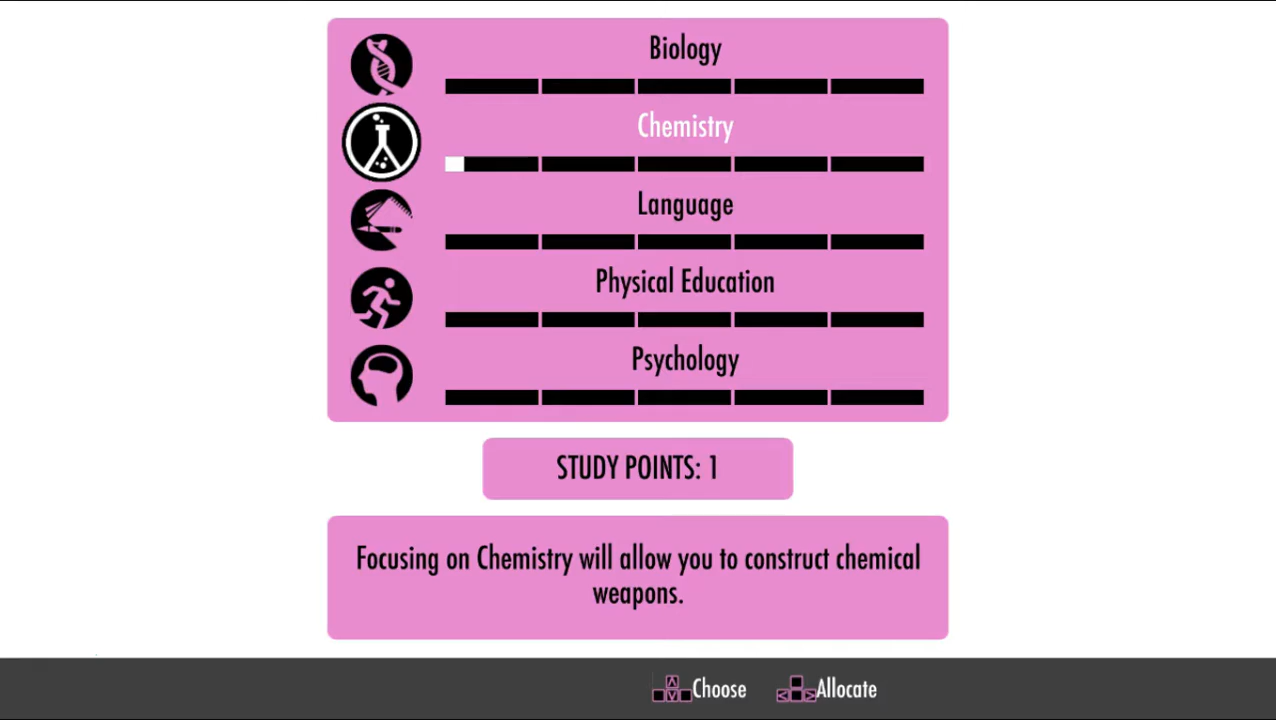 Biology
Chemistry
Language
Physical Education
Psychology
STUDY POINTS: 1
Focusing on Chemistry will allow you to construct chemical
weapons.
Choose Allocate